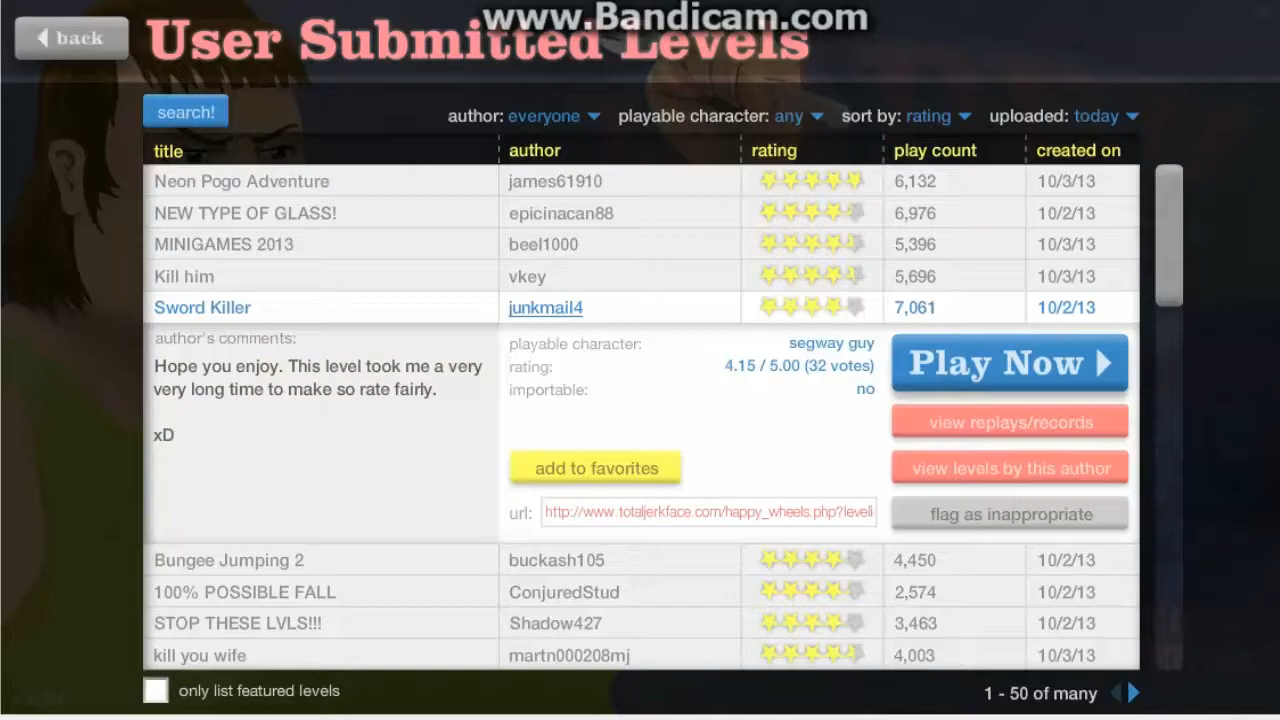 www.Bandicam.com
back
User Submitted Levels
search!
author: everyone playable character: any sort by: rating uploaded: today
title author rating play count created on
Neon Pogo Adventure james61910 6,132 10/3/13
NEW TYPE OF GLASS! epicinacan88 6,976 10/2/13
MINIGAMES 2013 beel1000 5,396 10/3/13
Kill him vkey 5,696 10/3/13
Sword Killer junkmail4 7,061 10/2/13
author's comments:
Hope you enjoy. This level took me a very
very long time to make so rate fairly.
xD
playable character: segway guy
rating: 4.15 / 5.00 (32 votes)
importable: no
add to favorites
url: http://www.totaljerkface.com/happy_wheels.php?leveli
Play Now
view replays/records
view levels by this author
flag as inappropriate
Bungee Jumping 2 buckash105 4,450 10/2/13
100% POSSIBLE FALL ConjuredStud 2,574 10/2/13
STOP THESE LVLS!!! Shadow427 3,463 10/2/13
kill you wife martn000208mj 4,003 10/3/13
only list featured levels
1 - 50 of many